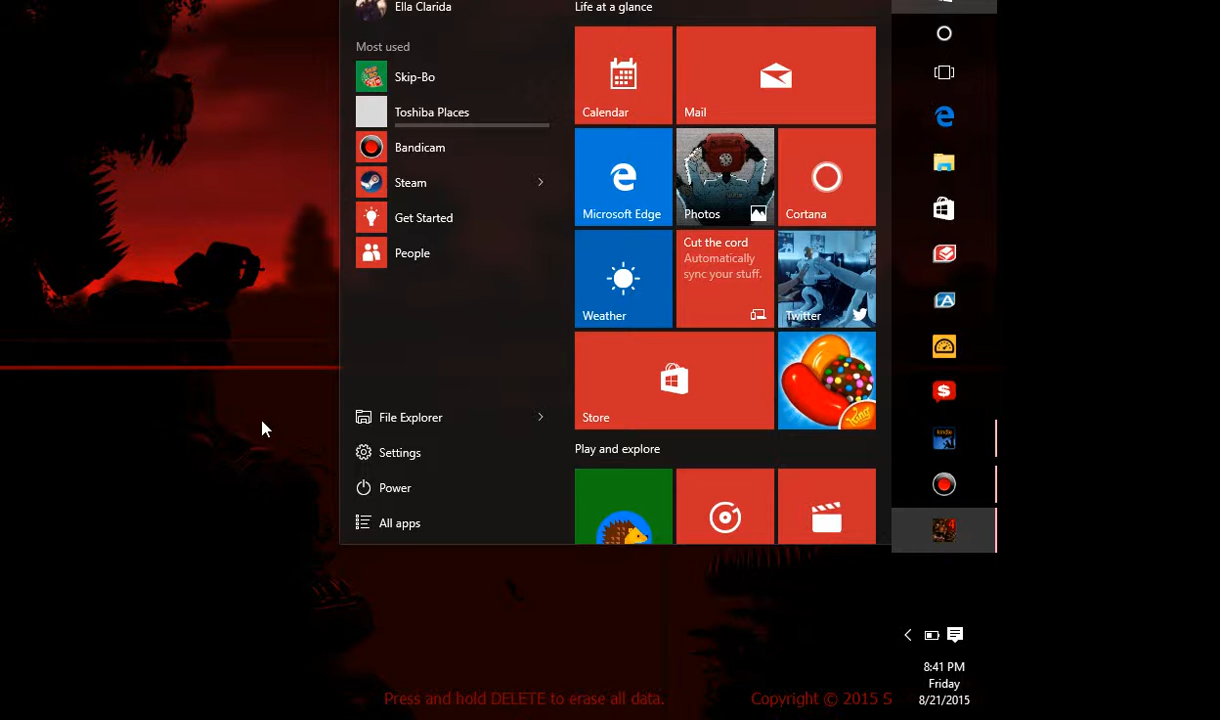 Ella Clarida
Life at a glance
Most used
Skip-Bo
Toshiba Places
Bandicam
Steam
Get Started
People
File Explorer
Settings
Power
All apps
Calendar
Mail
Microsoft Edge
Photos
Cortana
Weather
Cut the cord
Automatically
sync your stuff.
Twitter
Store
King
Play and explore
kindle
4
8:41 PM
Friday
8/21/2015
Press and hold DELETE to erase all data.
Copyright © 2015 S